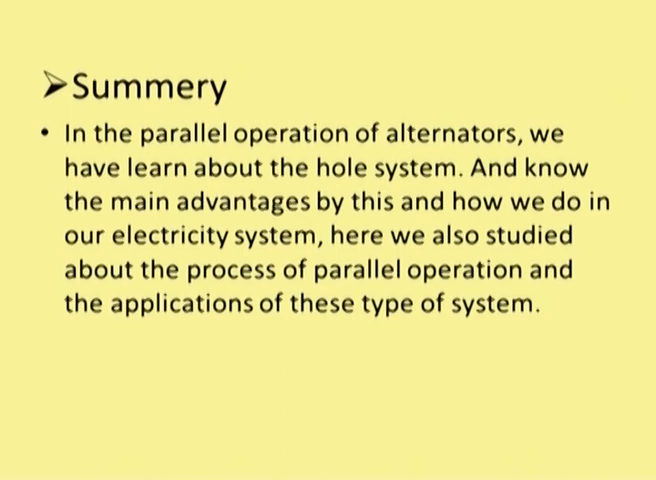 ➢Summery
• In the parallel operation of alternators, we
have learn about the hole system. And know
the main advantages by this and how we do in
our electricity system, here we also studied
about the process of parallel operation and
the applications of these type of system.